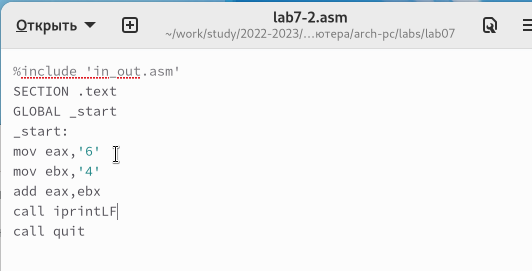 Открыть
lab7-2.asm
~/work/study/2022-2023/…ютера/arch-pc/labs/lab07
%include 'in_out.asm'
SECTION .text
GLOBAL _start
_start:
mov eax,'6'
mov ebx,'4'
add eax,ebx
call iprintLF
call quit